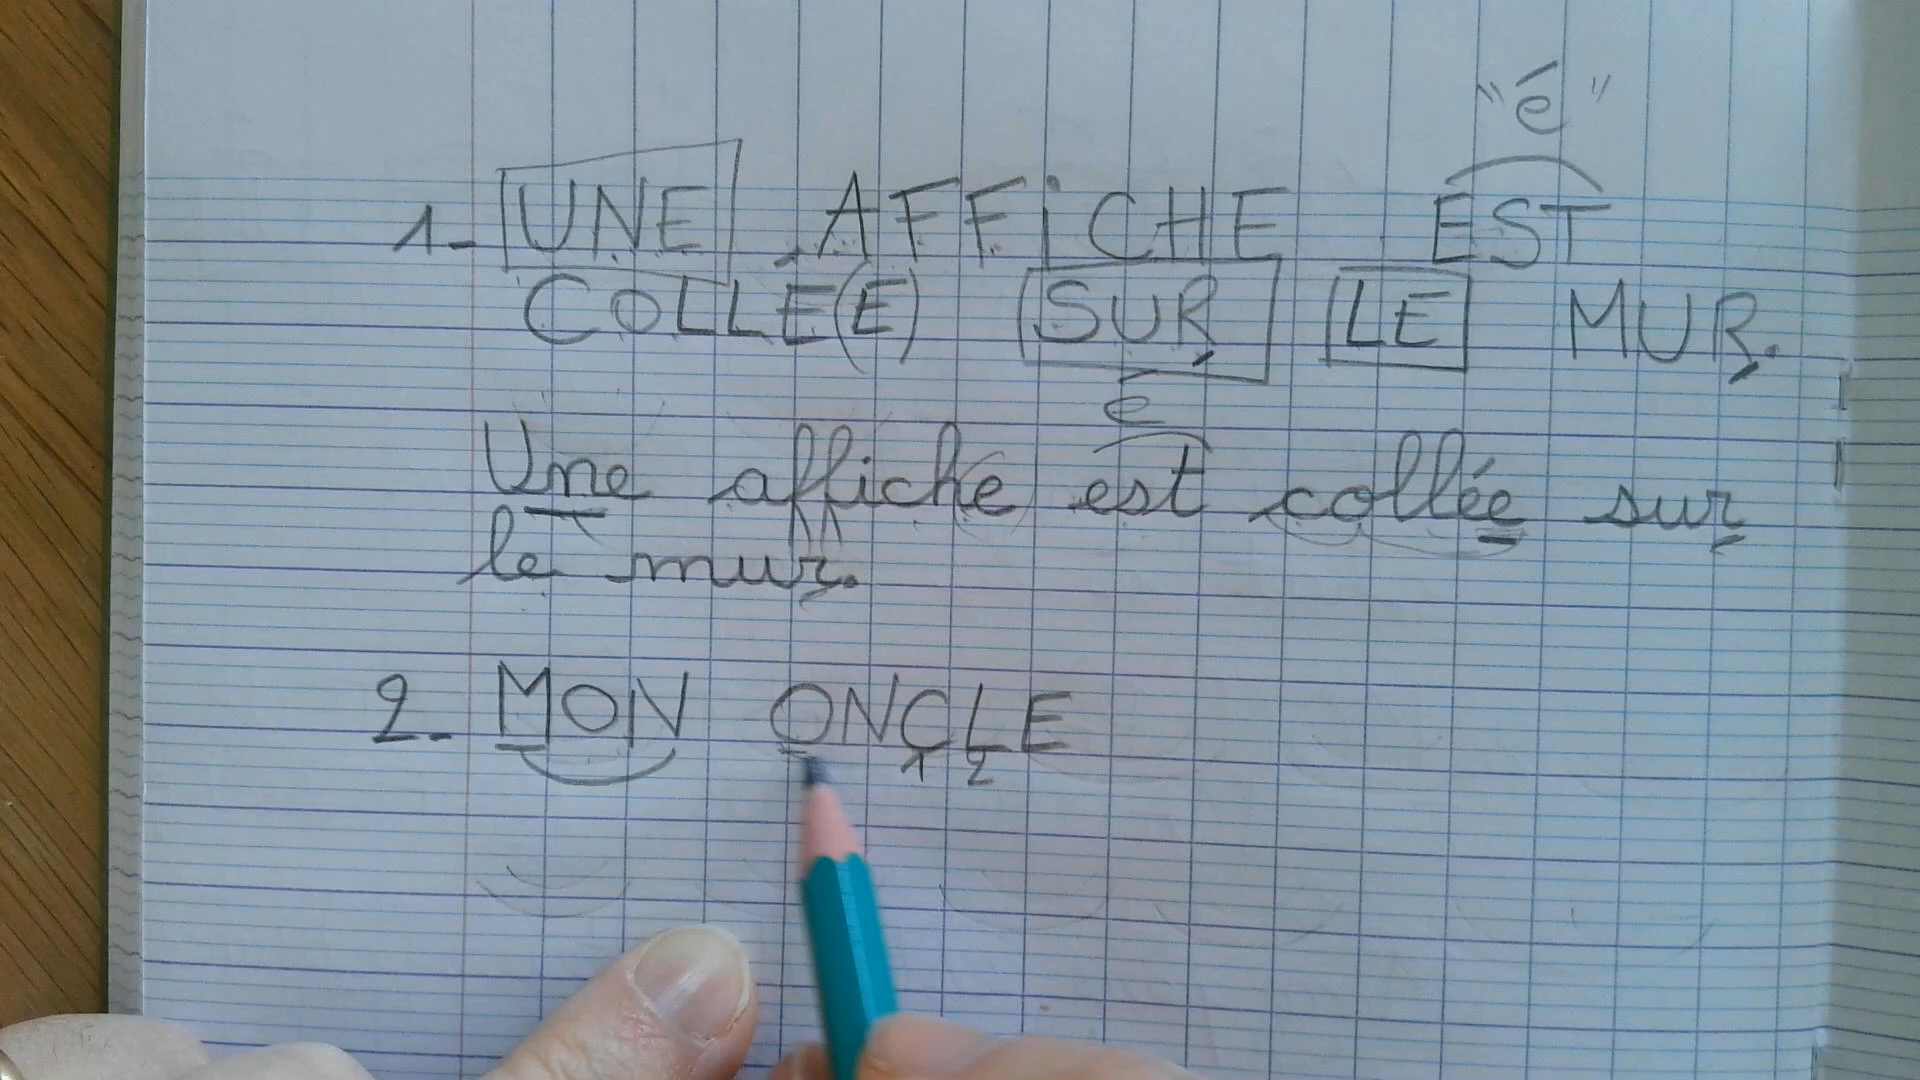 "é"
1- UNE AFFiCHE EST
COLLE(E) SUR LE MUR.
e
Une affiche est collée sur
le mur.
2- MON ONCLE
1 2